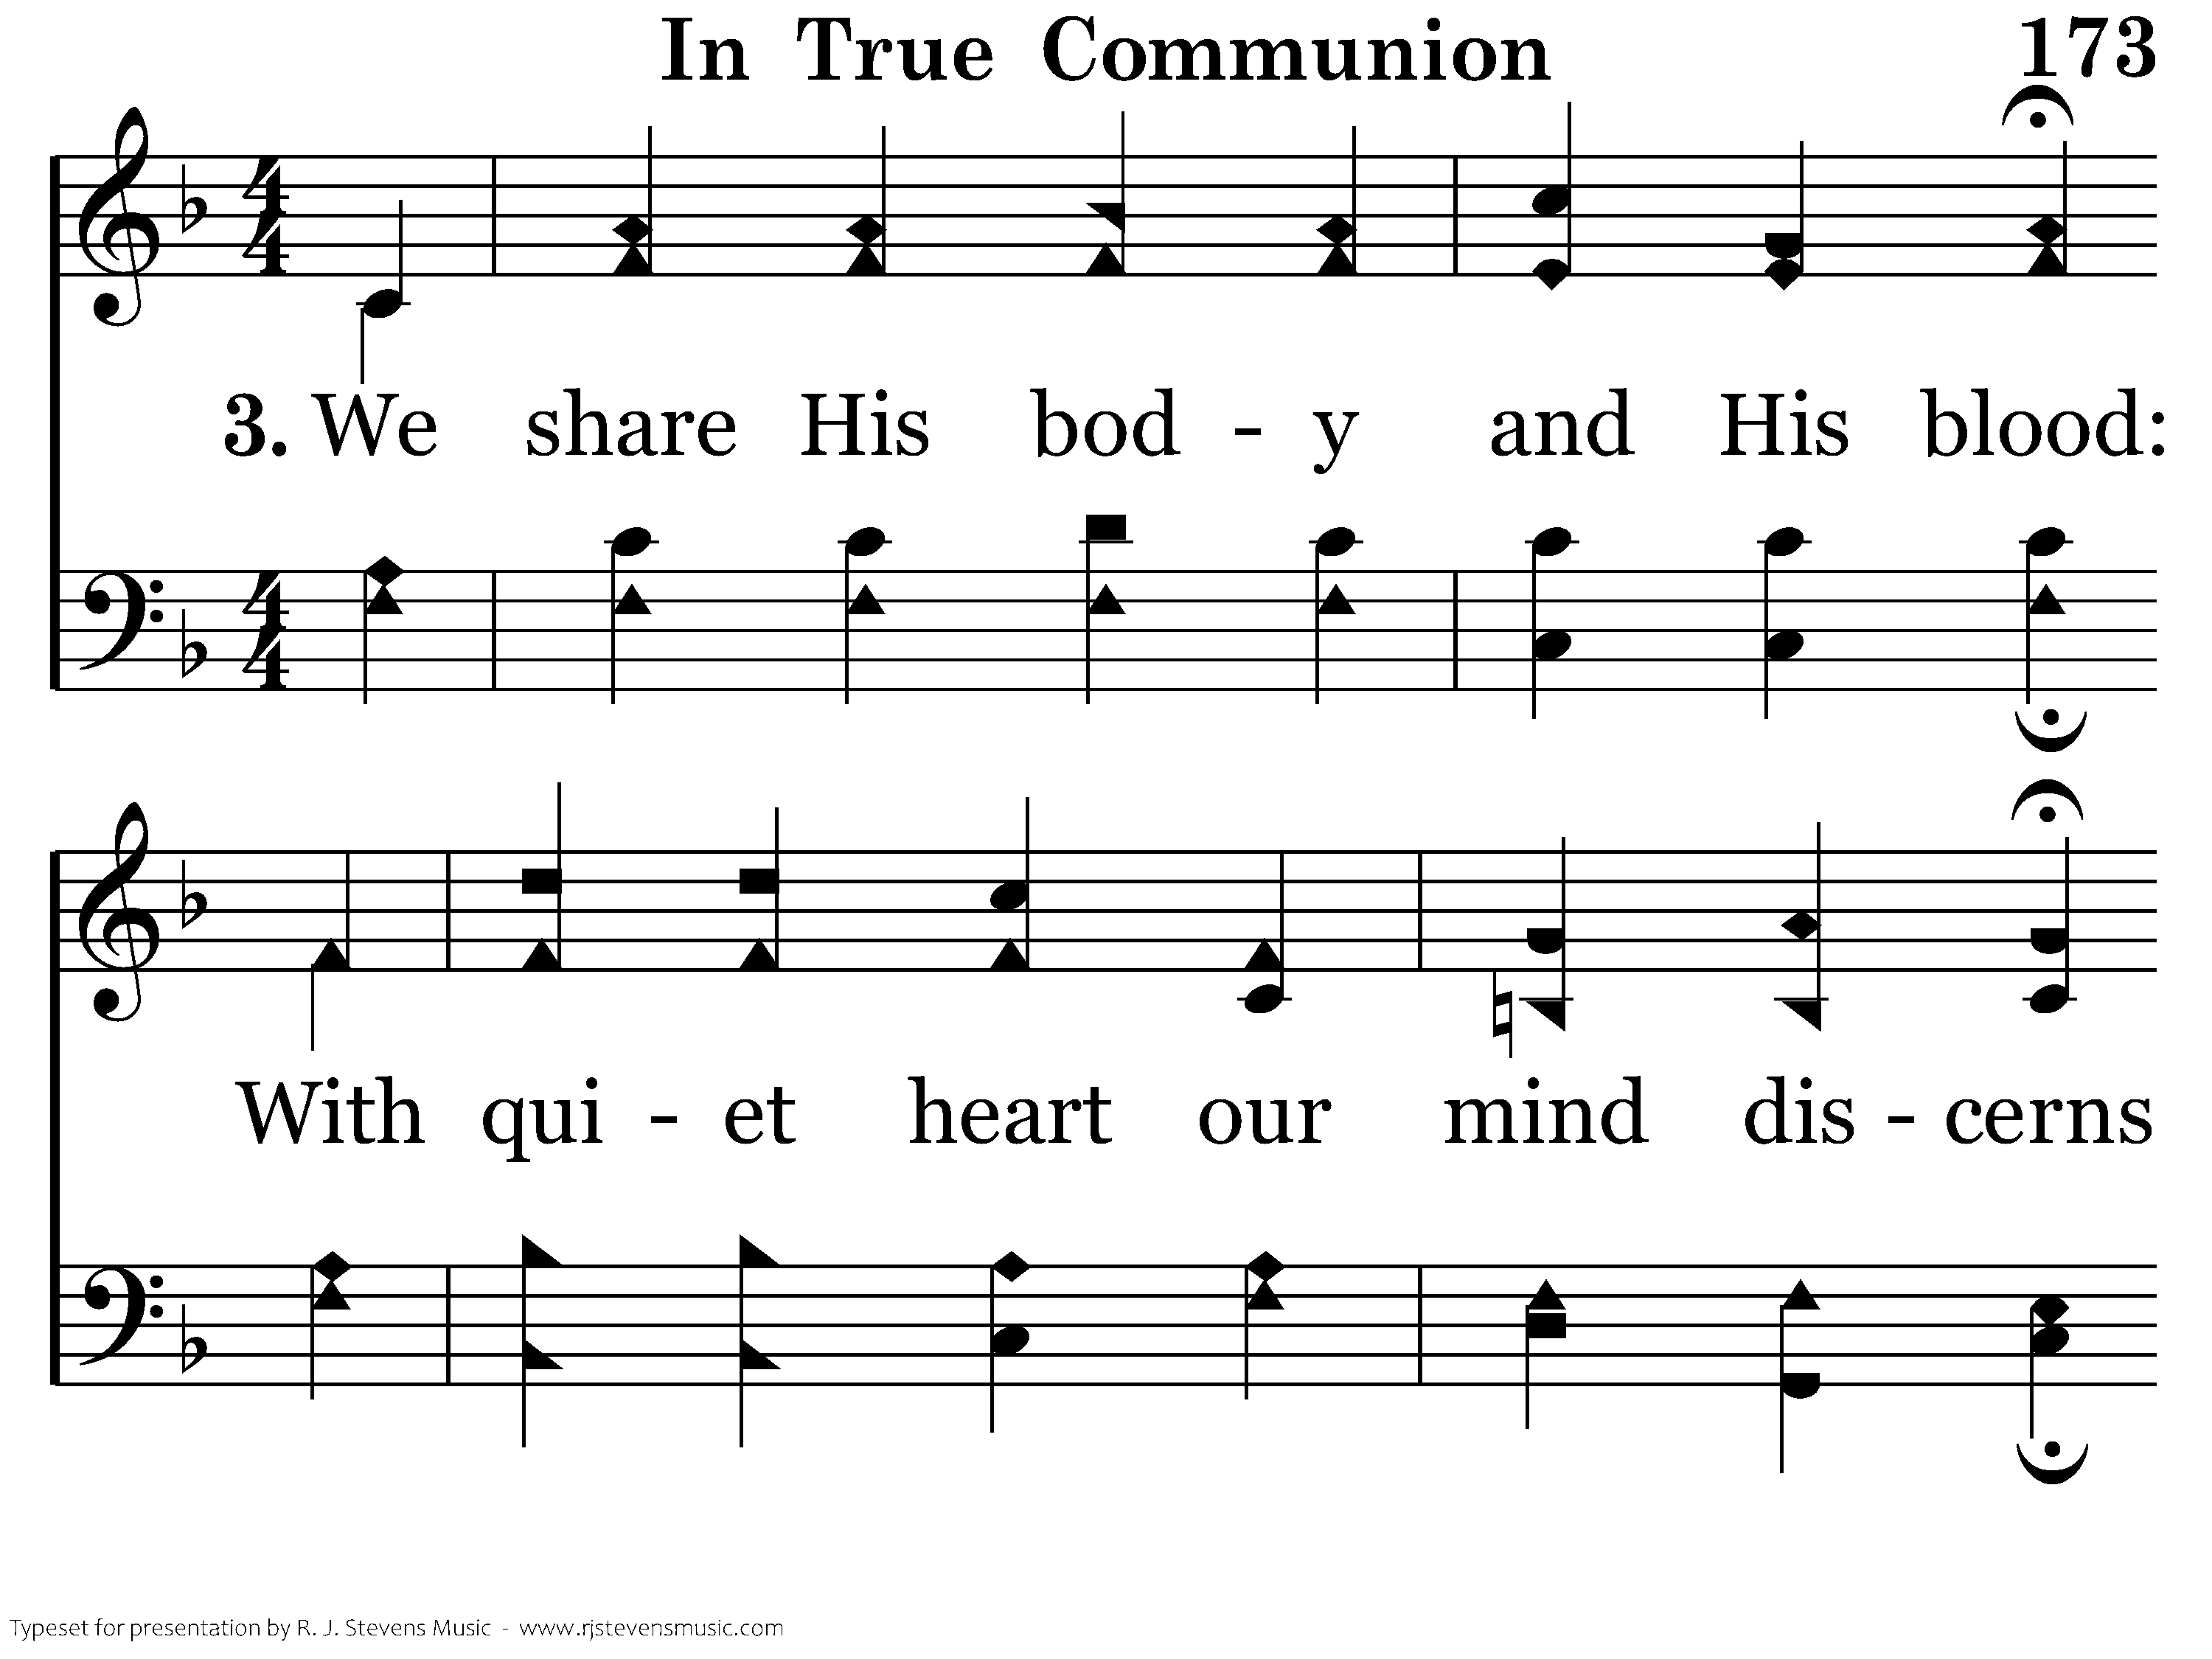 In True Communion 173
3. We share His bod - y and His blood:
With qui - et heart our mind dis - cerns
Typeset for presentation by R. J. Stevens Music - www.rjstevensmusic.com